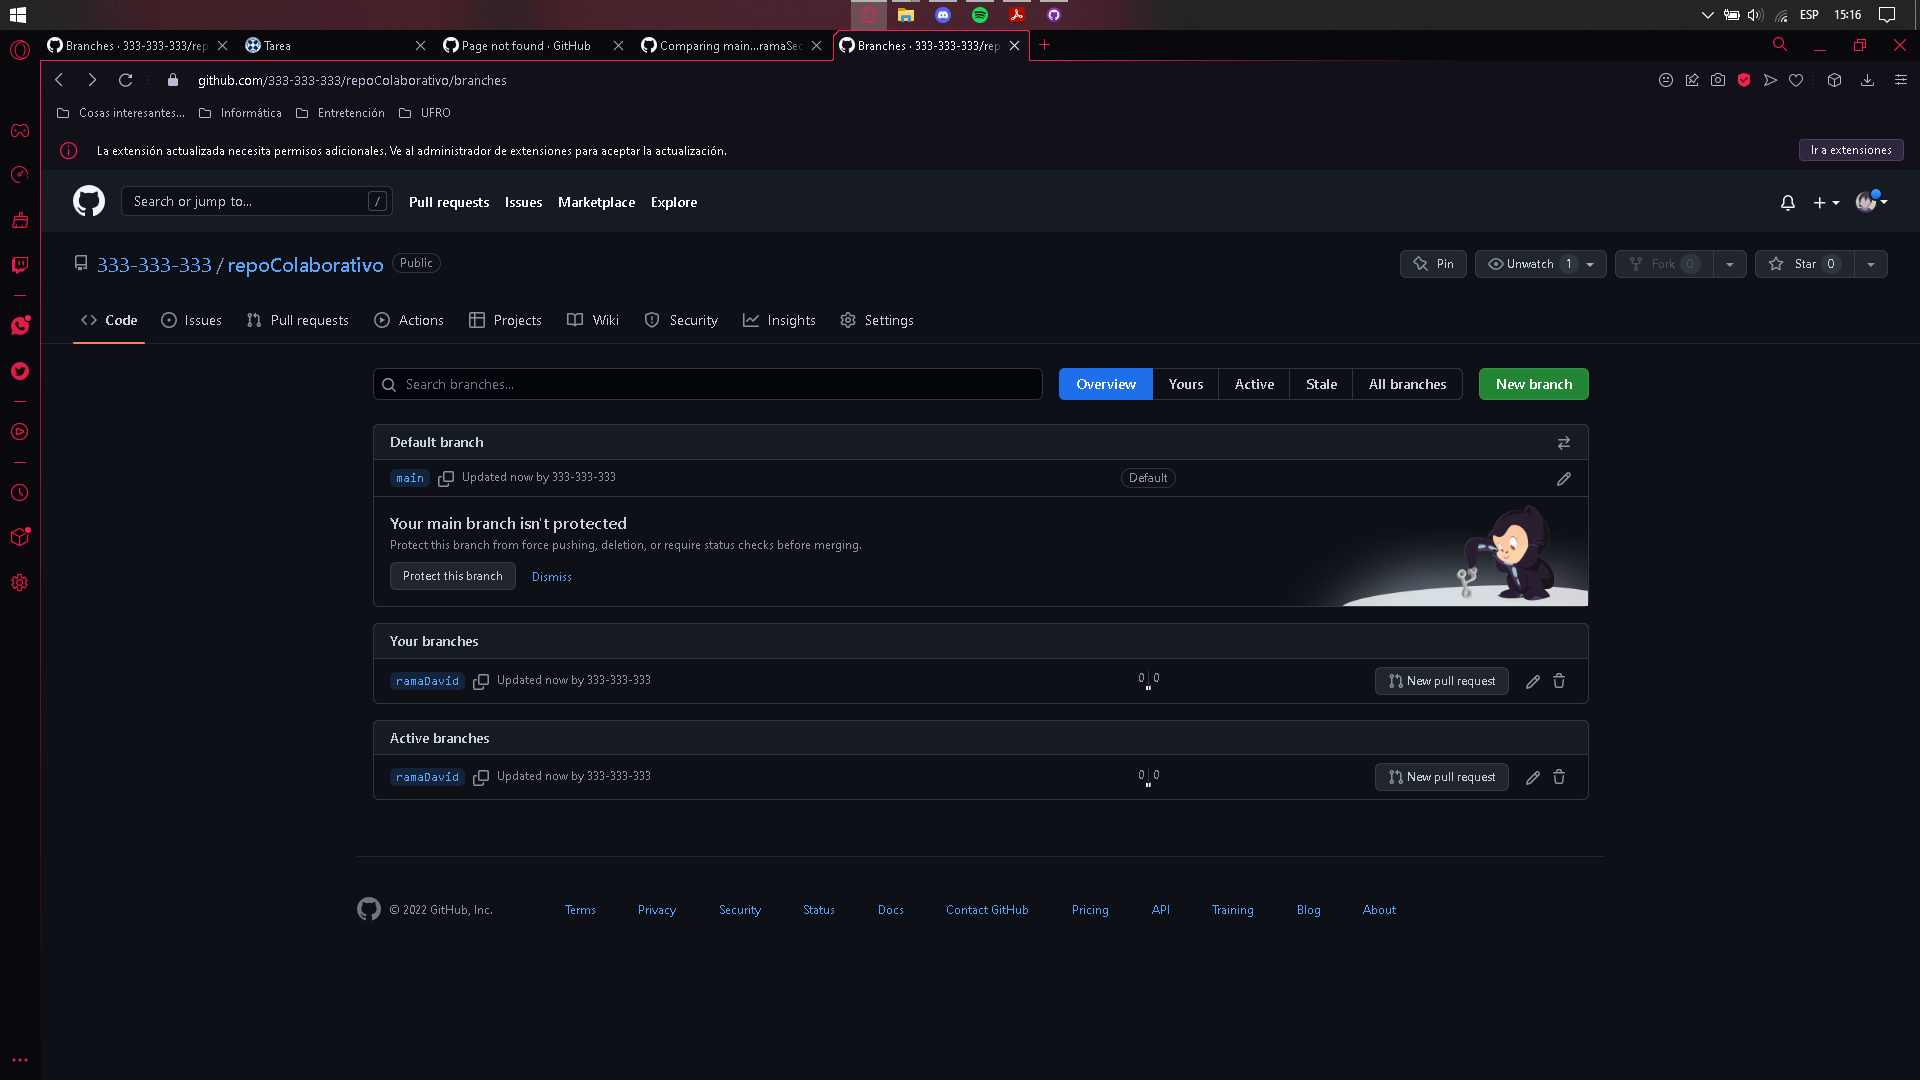 ESP 15:16
Branches · 333-333-333/rep
Tarea
Page not found · GitHub
Comparing main...ramaSec
Branches · 333-333-333/rep
github.com/333-333-333/repoColaborativo/branches
Cosas interesantes... Informática Entretención UFRO
La extensión actualizada necesita permisos adicionales. Ve al administrador de extensiones para aceptar la actualización.
Ir a extensiones
Search or jump to... /
Pull requests Issues Marketplace Explore
333-333-333 / repoColaborativo Public
Pin Unwatch 1 Fork 0 Star 0
Code Issues Pull requests Actions Projects Wiki Security Insights Settings
Search branches...
Overview Yours Active Stale All branches New branch
Default branch
main Updated now by 333-333-333 Default
Your main branch isn't protected
Protect this branch from force pushing, deletion, or require status checks before merging.
Protect this branch Dismiss
Your branches
ramaDavid Updated now by 333-333-333 0 0 New pull request
Active branches
ramaDavid Updated now by 333-333-333 0 0 New pull request
© 2022 GitHub, Inc. Terms Privacy Security Status Docs Contact GitHub Pricing API Training Blog About